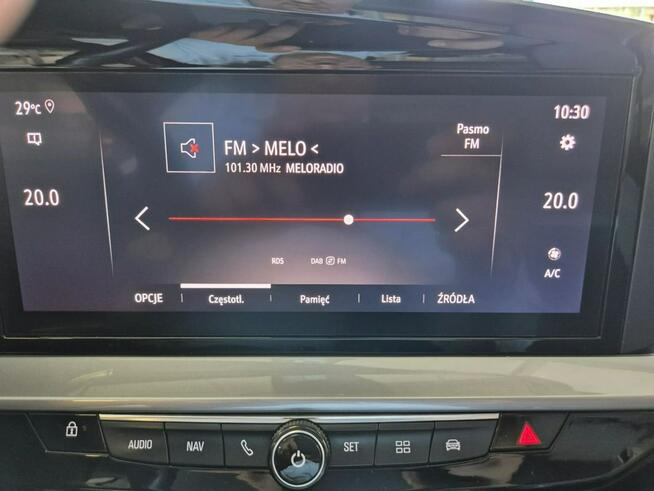 29°C
10:30
FM > MELO <
101.30 MHz MELORADIO
Pasmo
FM
20.0
20.0
RDS
DAB FM
A/C
OPCJE
Częstotl.
Pamięć
Lista
ŹRÓDŁA
AUDIO
NAV
SET